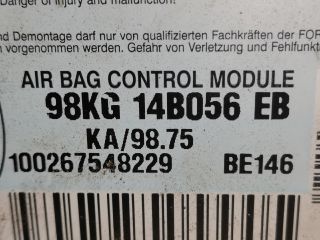 Danger of injury and malfunction.
nd Demontage darf nur von qualifizierten Fachkräften der FOR
n vorgenommen werden. Gefahr von Verletzung und Fehlfunkt
AIR BAG CONTROL MODULE
98KG 14B056 EB
KA/98.75
100267548229 BE146